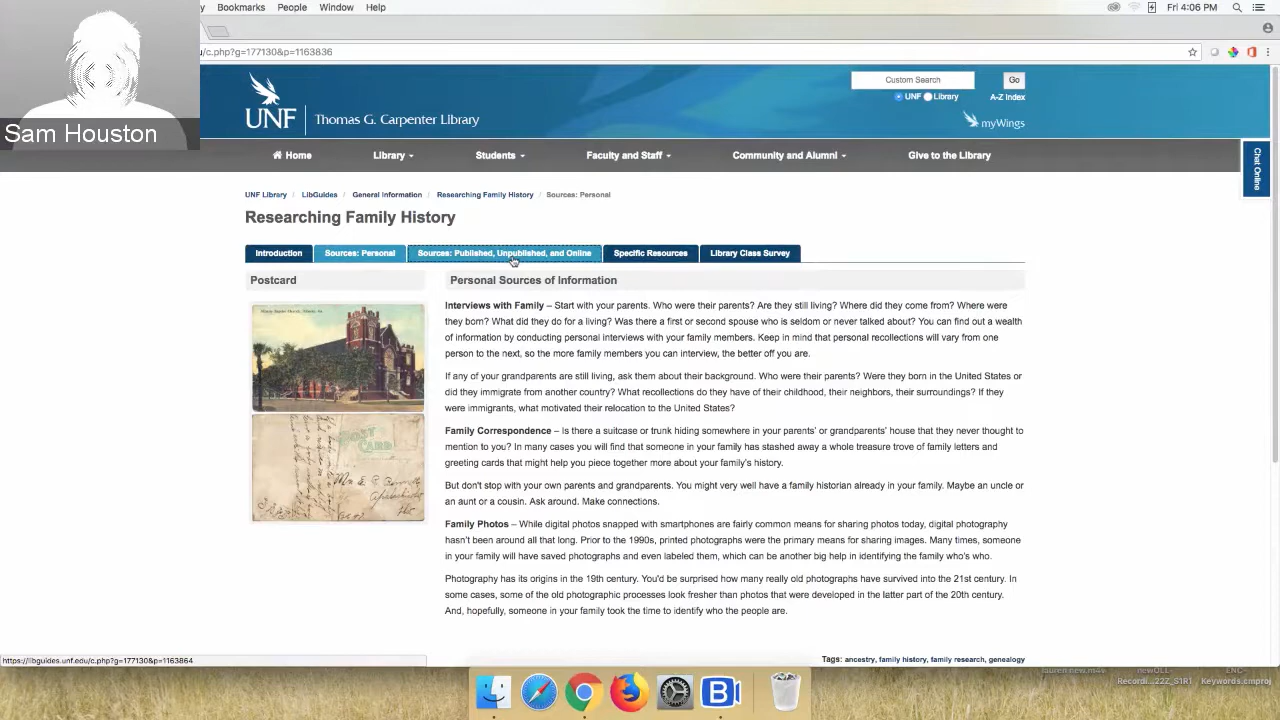 Bookmarks People Window Help
Fri 4:06 PM
/c.php?g=177130&p=1163836
Sam Houston
UNF
Thomas G. Carpenter Library
Custom Search
Go
UNF Library
A-Z Index
myWings
Home
Library
Students
Faculty and Staff
Community and Alumni
Give to the Library
Chat Online
UNF Library
LibGuides
General Information
Researching Family History
Sources: Personal
Researching Family History
Introduction
Sources: Personal
Sources: Published, Unpublished, and Online
Specific Resources
Library Class Survey
Postcard
POST CARD
Personal Sources of Information
Interviews with Family – Start with your parents. Who were their parents? Are they still living? Where did they come from? Where were
they born? What did they do for a living? Was there a first or second spouse who is seldom or never talked about? You can find out a wealth
of information by conducting personal interviews with your family members. Keep in mind that personal recollections will vary from one
person to the next, so the more family members you can interview, the better off you are.
If any of your grandparents are still living, ask them about their background. Who were their parents? Were they born in the United States or
did they immigrate from another country? What recollections do they have of their childhood, their neighbors, their surroundings? If they
were immigrants, what motivated their relocation to the United States?
Family Correspondence – Is there a suitcase or trunk hiding somewhere in your parents' or grandparents' house that they never thought to
mention to you? In many cases you will find that someone in your family has stashed away a whole treasure trove of family letters and
greeting cards that might help you piece together more about your family's history.
But don't stop with your own parents and grandparents. You might very well have a family historian already in your family. Maybe an uncle or
an aunt or a cousin. Ask around. Make connections.
Family Photos – While digital photos snapped with smartphones are fairly common means for sharing photos today, digital photography
hasn't been around all that long. Prior to the 1990s, printed photographs were the primary means for sharing images. Many times, someone
in your family will have saved photographs and even labeled them, which can be another big help in identifying the family who's who.
Photography has its origins in the 19th century. You'd be surprised how many really old photographs have survived into the 21st century. In
some cases, some of the old photographic processes look fresher than photos that were developed in the latter part of the 20th century.
And, hopefully, someone in your family took the time to identify who the people are.
Tags: ancestry, family history, family research, genealogy
https://libguides.unf.edu/c.php?g=177130&p=1163864
Recordi...22Z_S1R1
Keywords.cmproj
B